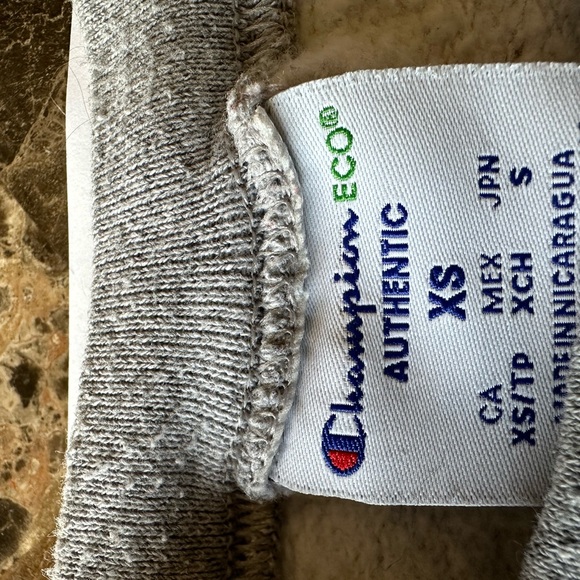 Champion ECO®
AUTHENTIC
XS
CA MEX JPN
XS/TP XCH S
MADE IN NICARAGUA